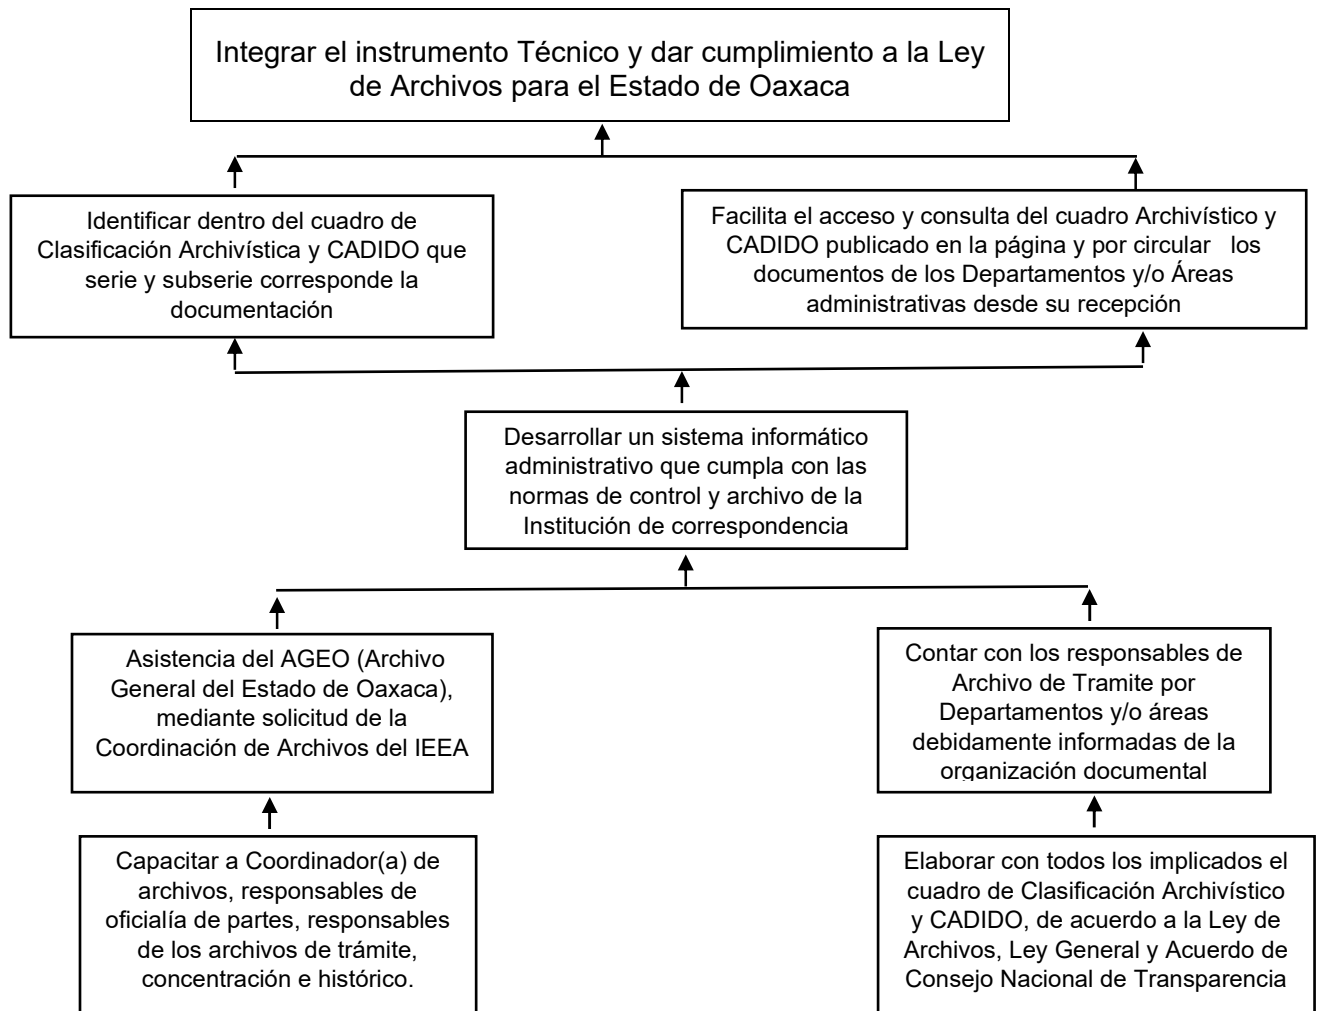 Integrar el instrumento Técnico y dar cumplimiento a la Ley
de Archivos para el Estado de Oaxaca
Identificar dentro del cuadro de
Clasificación Archivística y CADIDO que
serie y subserie corresponde la
documentación
Facilita el acceso y consulta del cuadro Archivístico y
CADIDO publicado en la página y por circular los
documentos de los Departamentos y/o Áreas
administrativas desde su recepción
Desarrollar un sistema informático
administrativo que cumpla con las
normas de control y archivo de la
Institución de correspondencia
Asistencia del AGEO (Archivo
General del Estado de Oaxaca),
mediante solicitud de la
Coordinación de Archivos del IEEA
Contar con los responsables de
Archivo de Tramite por
Departamentos y/o áreas
debidamente informadas de la
organización documental
Capacitar a Coordinador(a) de
archivos, responsables de
oficialía de partes, responsables
de los archivos de trámite,
concentración e histórico.
Elaborar con todos los implicados el
cuadro de Clasificación Archivístico
y CADIDO, de acuerdo a la Ley de
Archivos, Ley General y Acuerdo de
Consejo Nacional de Transparencia